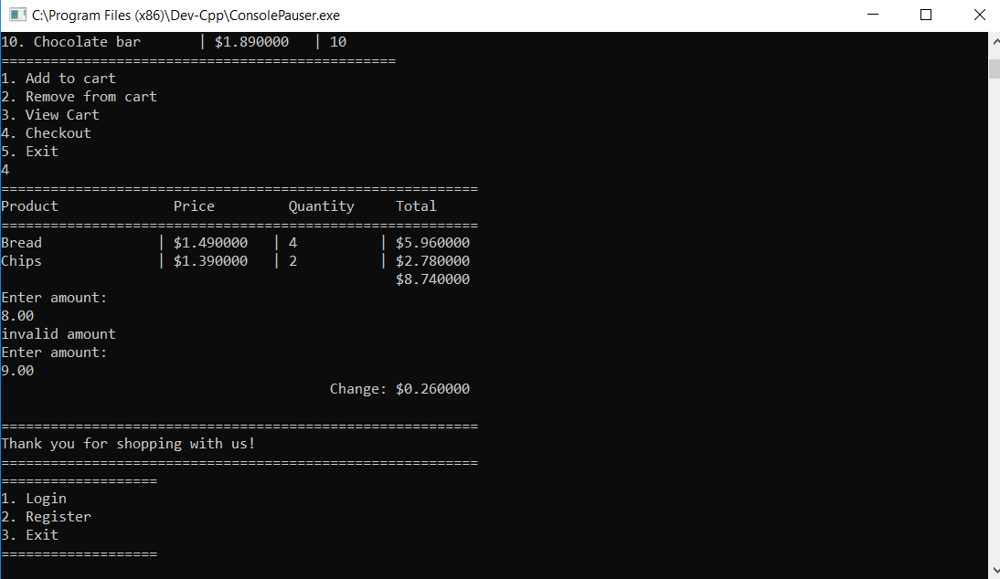 C:\Program Files (x86)\Dev-Cpp\ConsolePauser.exe
10. Chocolate bar       | $1.890000   | 10
================================================
1. Add to cart
2. Remove from cart
3. View Cart
4. Checkout
5. Exit
4
==========================================================
Product              Price         Quantity     Total
==========================================================
Bread              | $1.490000   | 4          | $5.960000
Chips              | $1.390000   | 2          | $2.780000
                                                $8.740000
Enter amount:
8.00
invalid amount
Enter amount:
9.00
                                        Change: $0.260000
==========================================================
Thank you for shopping with us!
==========================================================
===================
1. Login
2. Register
3. Exit
===================